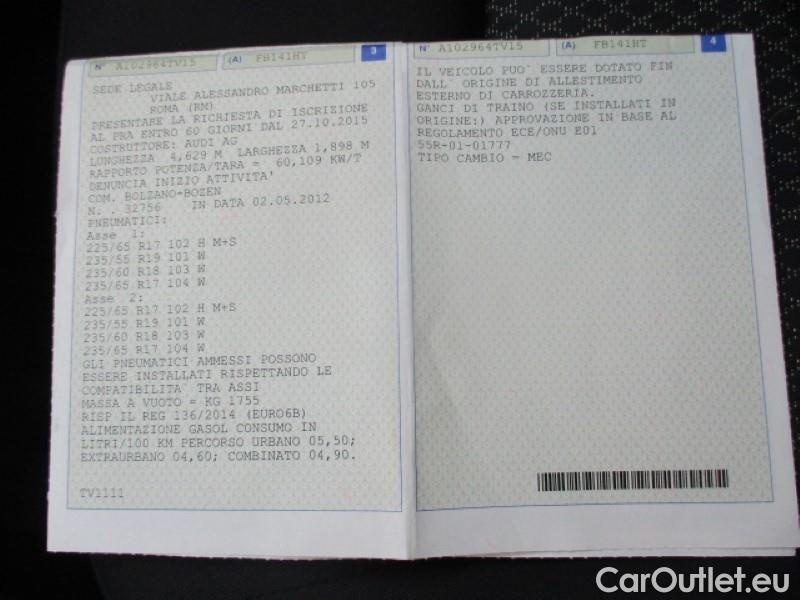 N° A102964TV15 (A) FB141HT 3
SEDE LEGALE
VIALE ALESSANDRO MARCHETTI 105
ROMA (RM)
PRESENTARE LA RICHIESTA DI ISCRIZIONE
AL PRA ENTRO 60 GIORNI DAL 27.10.2015
COSTRUTTORE: AUDI AG
LUNGHEZZA 4,629 M LARGHEZZA 1,898 M
RAPPORTO POTENZA/TARA = 60,109 KW/T
DENUNCIA INIZIO ATTIVITA'
COM. BOLZANO-BOZEN
N. . 32756 IN DATA 02.05.2012
PNEUMATICI:
Asse 1:
225/65 R17 102 H M+S
235/55 R19 101 W
235/60 R18 103 W
235/65 R17 104 W
Asse 2:
225/65 R17 102 H M+S
235/55 R19 101 W
235/60 R18 103 W
235/65 R17 104 W
GLI PNEUMATICI AMMESSI POSSONO
ESSERE INSTALLATI RISPETTANDO LE
COMPATIBILITA` TRA ASSI
MASSA A VUOTO = KG 1755
RISP IL REG 136/2014 (EURO6B)
ALIMENTAZIONE GASOL CONSUMO IN
LITRI/100 KM PERCORSO URBANO 05,50;
EXTRAURBANO 04,60; COMBINATO 04,90.
TV1111
N° A102964TV15 (A) FB141HT 4
IL VEICOLO PUO` ESSERE DOTATO FIN
DALL` ORIGINE DI ALLESTIMENTO
ESTERNO DI CARROZZERIA.
GANCI DI TRAINO (SE INSTALLATI IN
ORIGINE:) APPROVAZIONE IN BASE AL
REGOLAMENTO ECE/ONU E01
55R-01-01777
TIPO CAMBIO = MEC
CarOutlet.eu